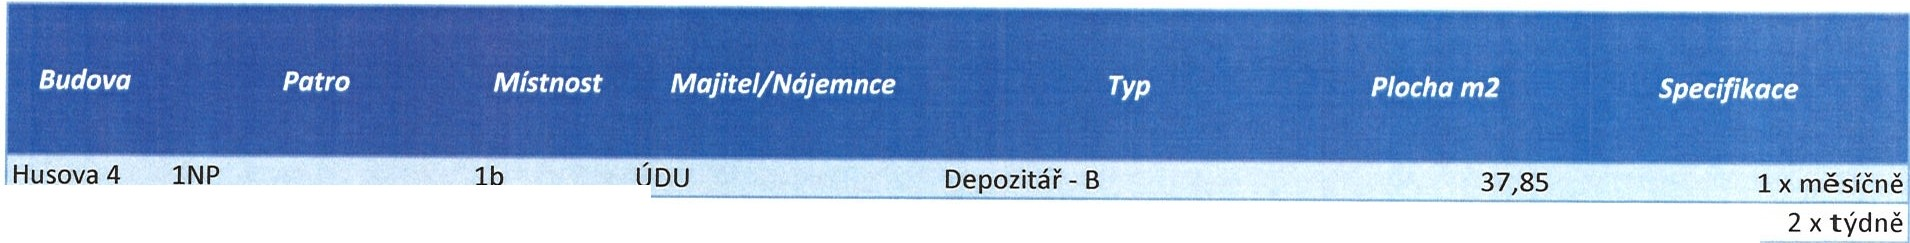 Budova Patro Místnost Majitel/Nájemnce Typ Plocha m2 Specifikace
Husova 4 1NP 1b ÚDU Depozitář - B 37,85 1 x měsíčně
2 x týdně